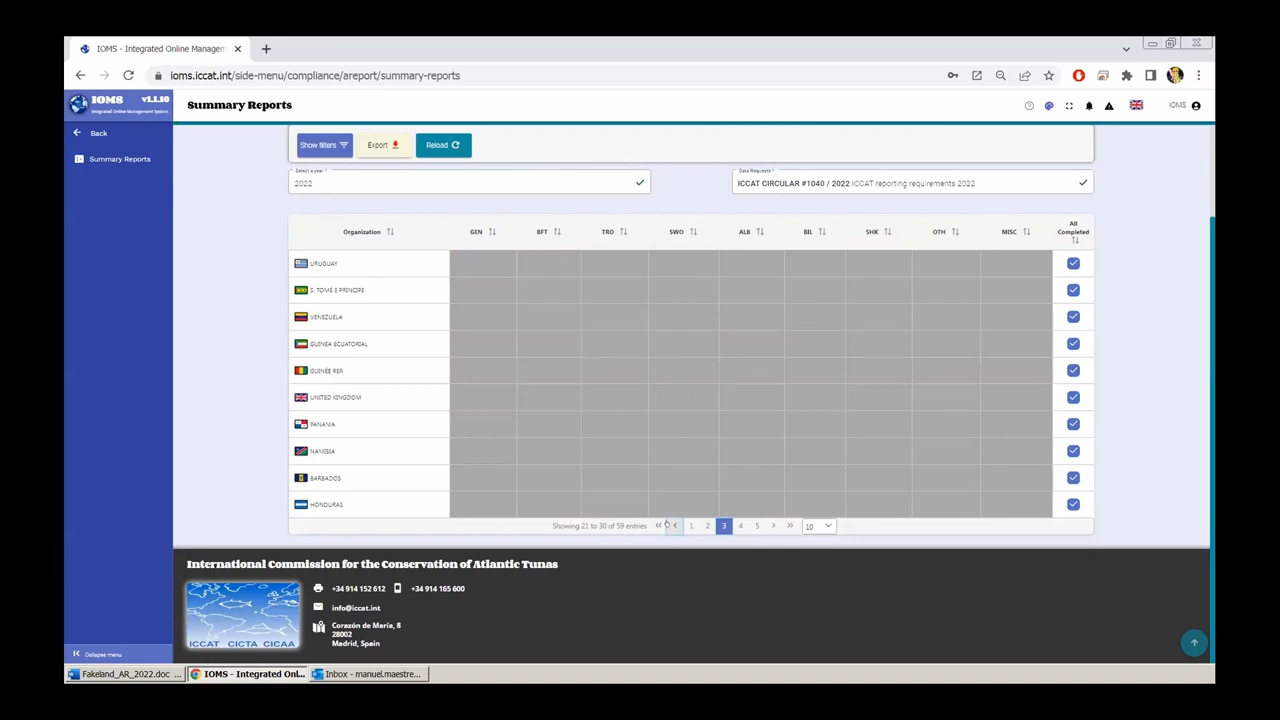 IOMS - Integrated Online Managem
ioms.iccat.int/side-menu/compliance/areport/summary-reports
IOMS v1.1.10
Integrated Online Management System
Summary Reports
IOMS
Back
Summary Reports
Show filters
Export
Reload
Select a year *
2022
Data Requests *
ICCAT CIRCULAR #1040 / 2022 ICCAT reporting requirements 2022
Organization GEN BFT TRO SWO ALB BIL SHK OTH MISC All Completed
URUGUAY
S. TOMÉ E PRÍNCIPE
VENEZUELA
GUINEA ECUATORIAL
GUINÉE REP.
UNITED KINGDOM
PANAMA
NAMIBIA
BARBADOS
HONDURAS
Showing 21 to 30 of 59 entries « ‹ 1 2 3 4 5 › » 10
International Commission for the Conservation of Atlantic Tunas
+34 914 152 612 +34 914 165 600
info@iccat.int
Corazón de María, 8
28002
Madrid, Spain
ICCAT CICTA CICAA
Collapse menu
Fakeland_AR_2022.doc ...
IOMS - Integrated Onl...
Inbox - manuel.maestre...